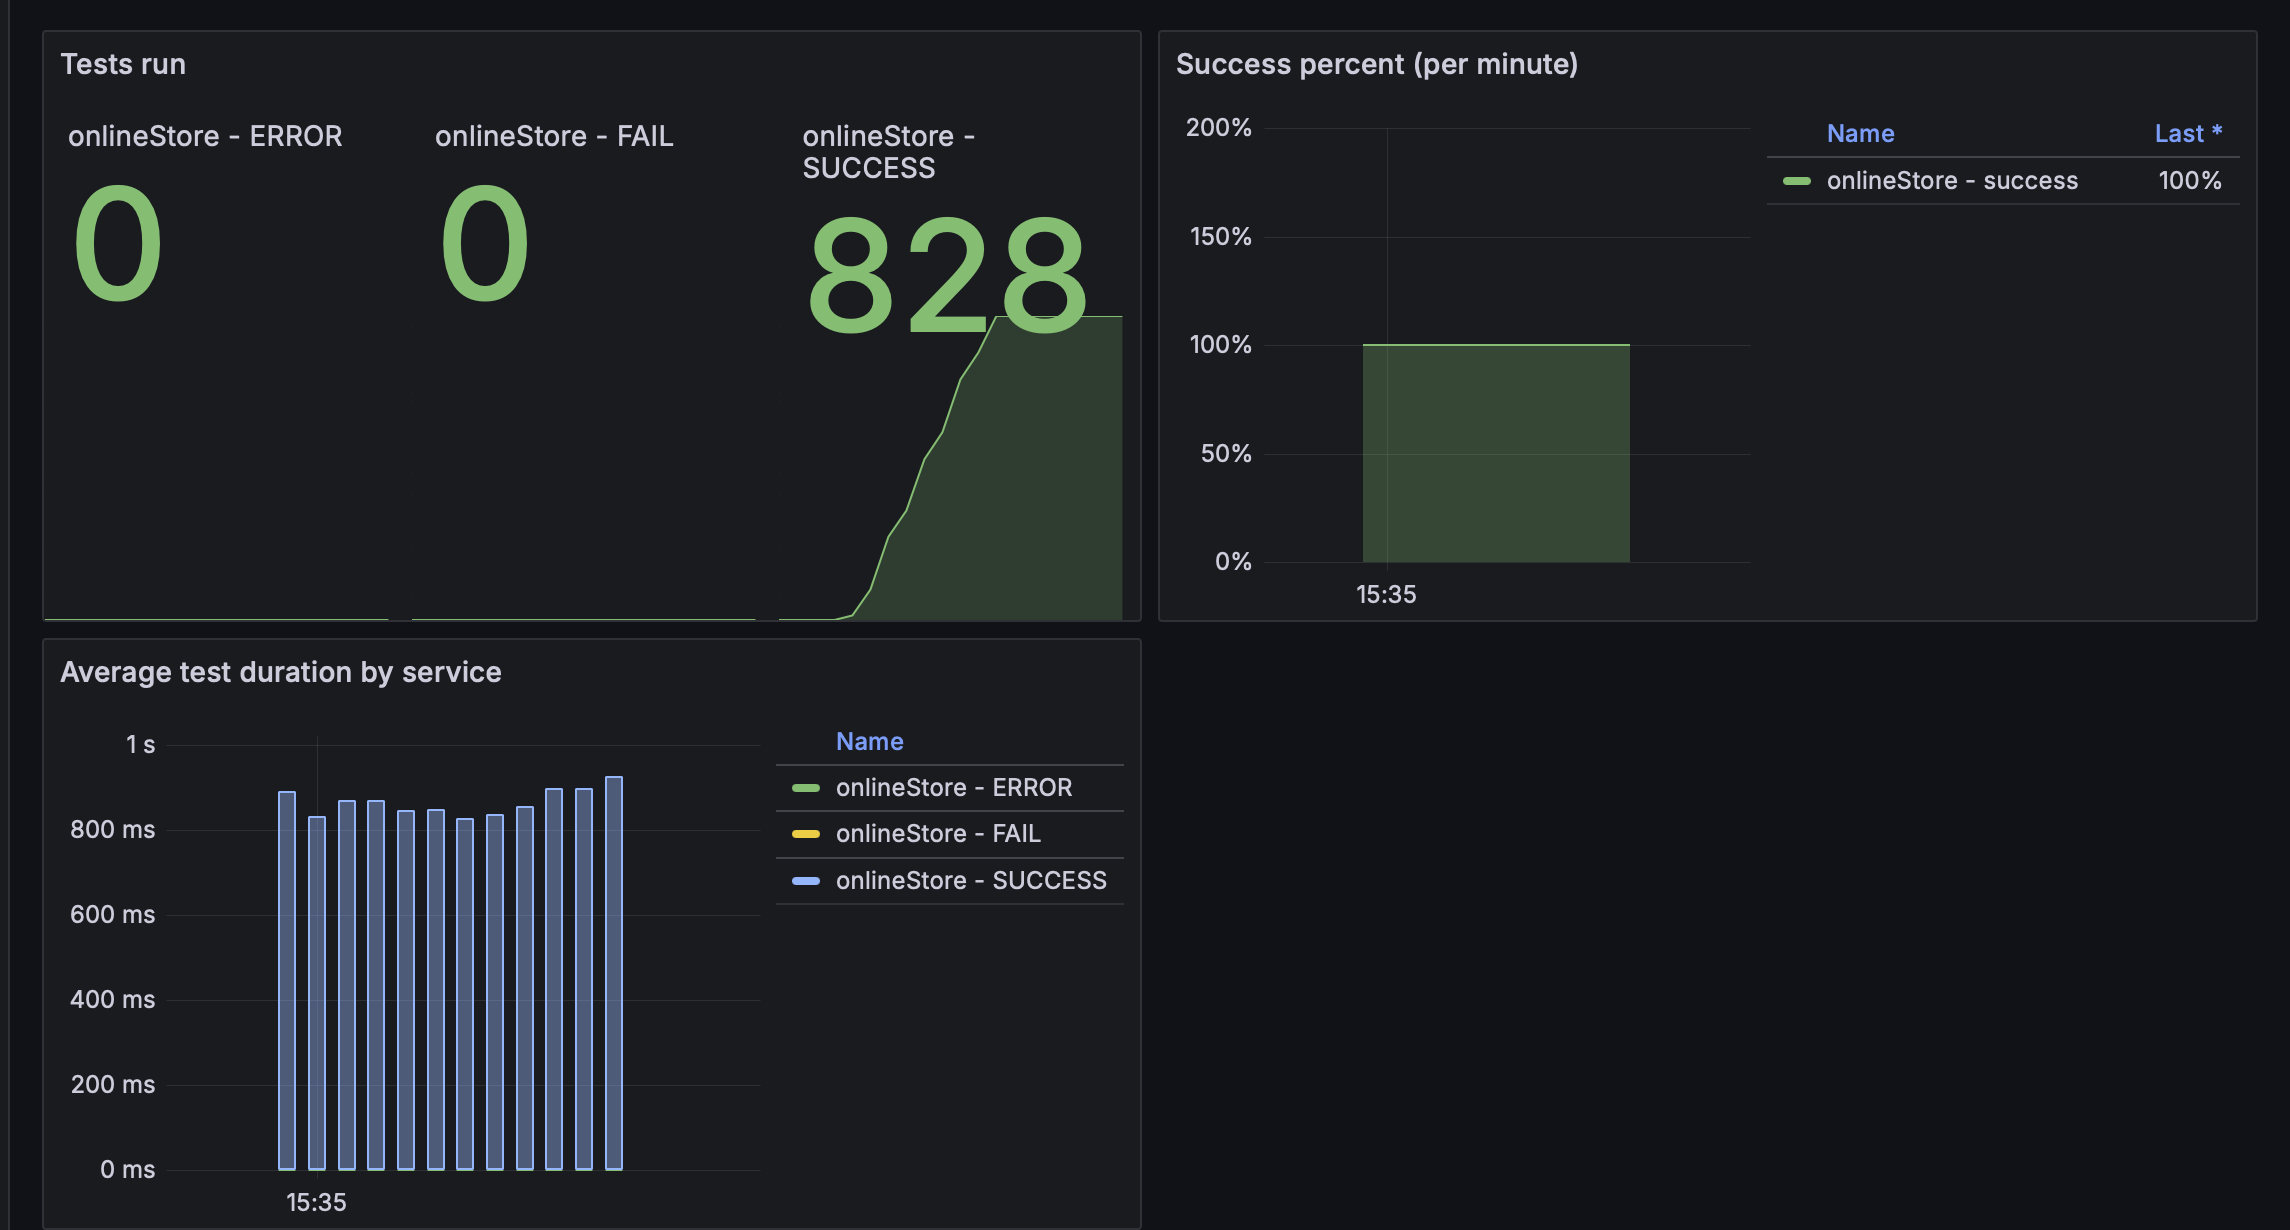 Tests run
onlineStore - ERROR
0
onlineStore - FAIL
0
onlineStore -
SUCCESS
828
Success percent (per minute)
200%
150%
100%
50%
0%
15:35
Name Last *
onlineStore - success 100%
Average test duration by service
1 s
800 ms
600 ms
400 ms
200 ms
0 ms
15:35
Name
onlineStore - ERROR
onlineStore - FAIL
onlineStore - SUCCESS